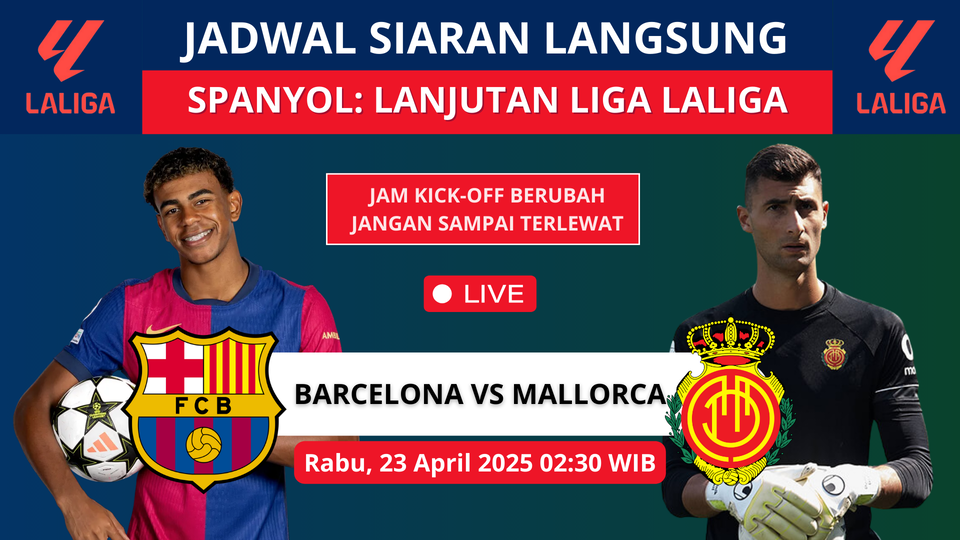 JADWAL SIARAN LANGSUNG
SPANYOL: LANJUTAN LIGA LALIGA
LALIGA
LALIGA
JAM KICK-OFF BERUBAH
JANGAN SAMPAI TERLEWAT
LIVE
FCB
BARCELONA VS MALLORCA
Rabu, 23 April 2025 02:30 WIB